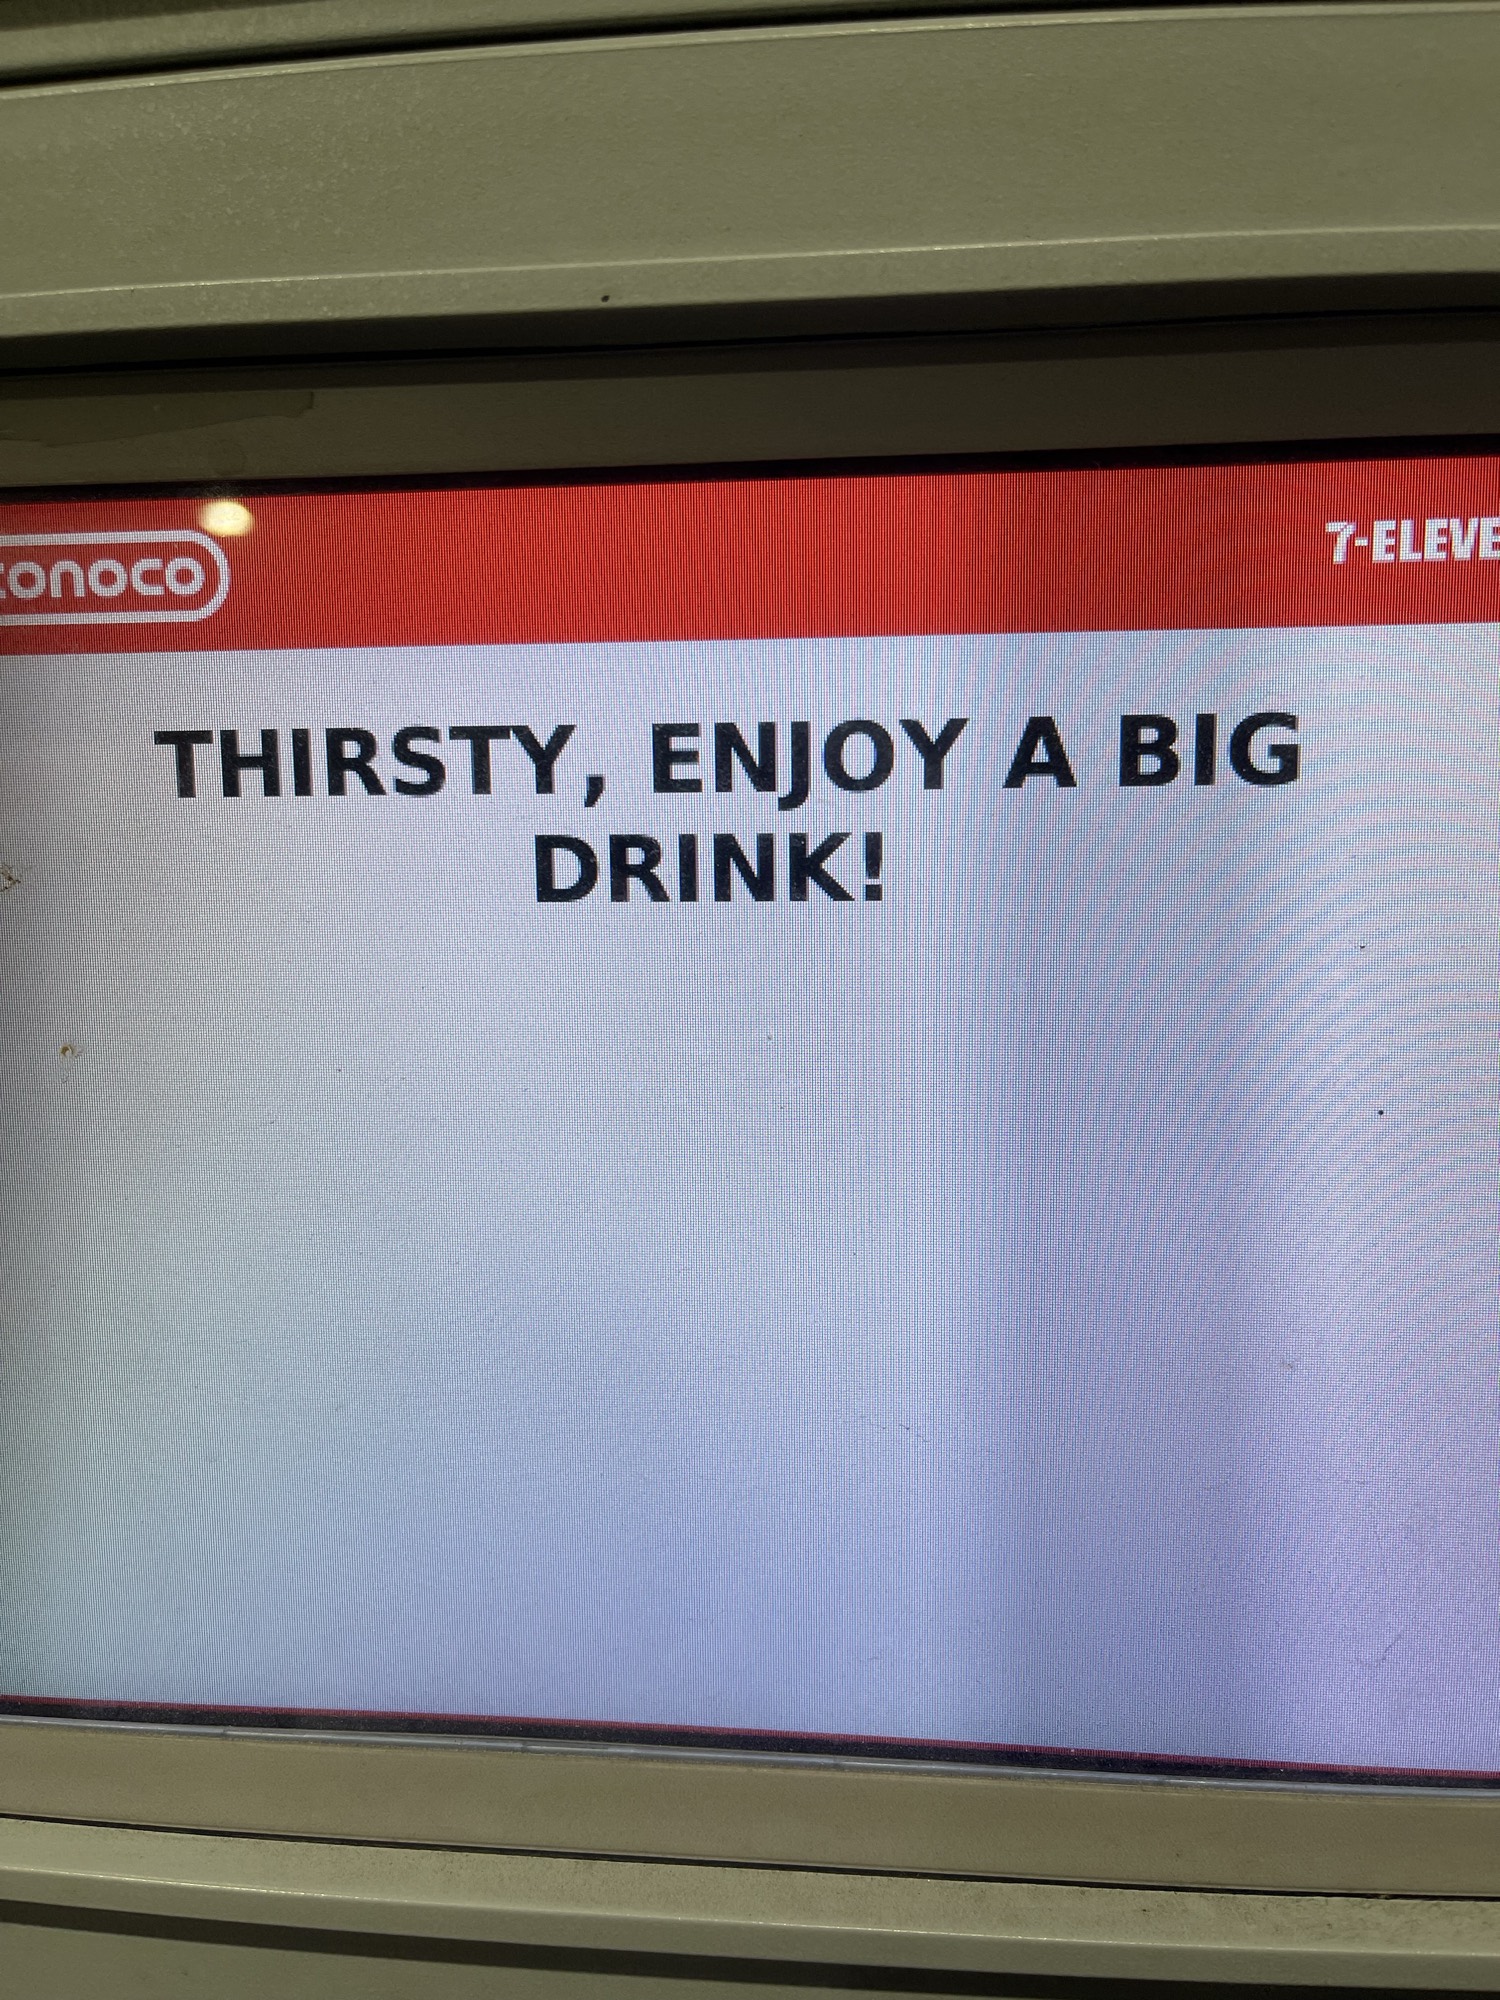 conoco
7-ELEVE
THIRSTY, ENJOY A BIG
DRINK!